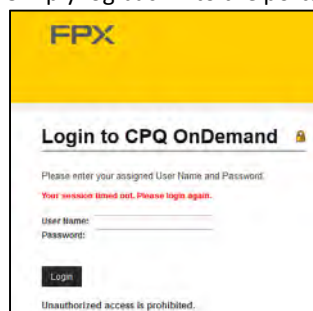 FPX
Login to CPQ OnDemand
Please enter your assigned User Name and Password.
Your session timed out. Please login again.
User Name:
Password:
Login
Unauthorized access is prohibited.